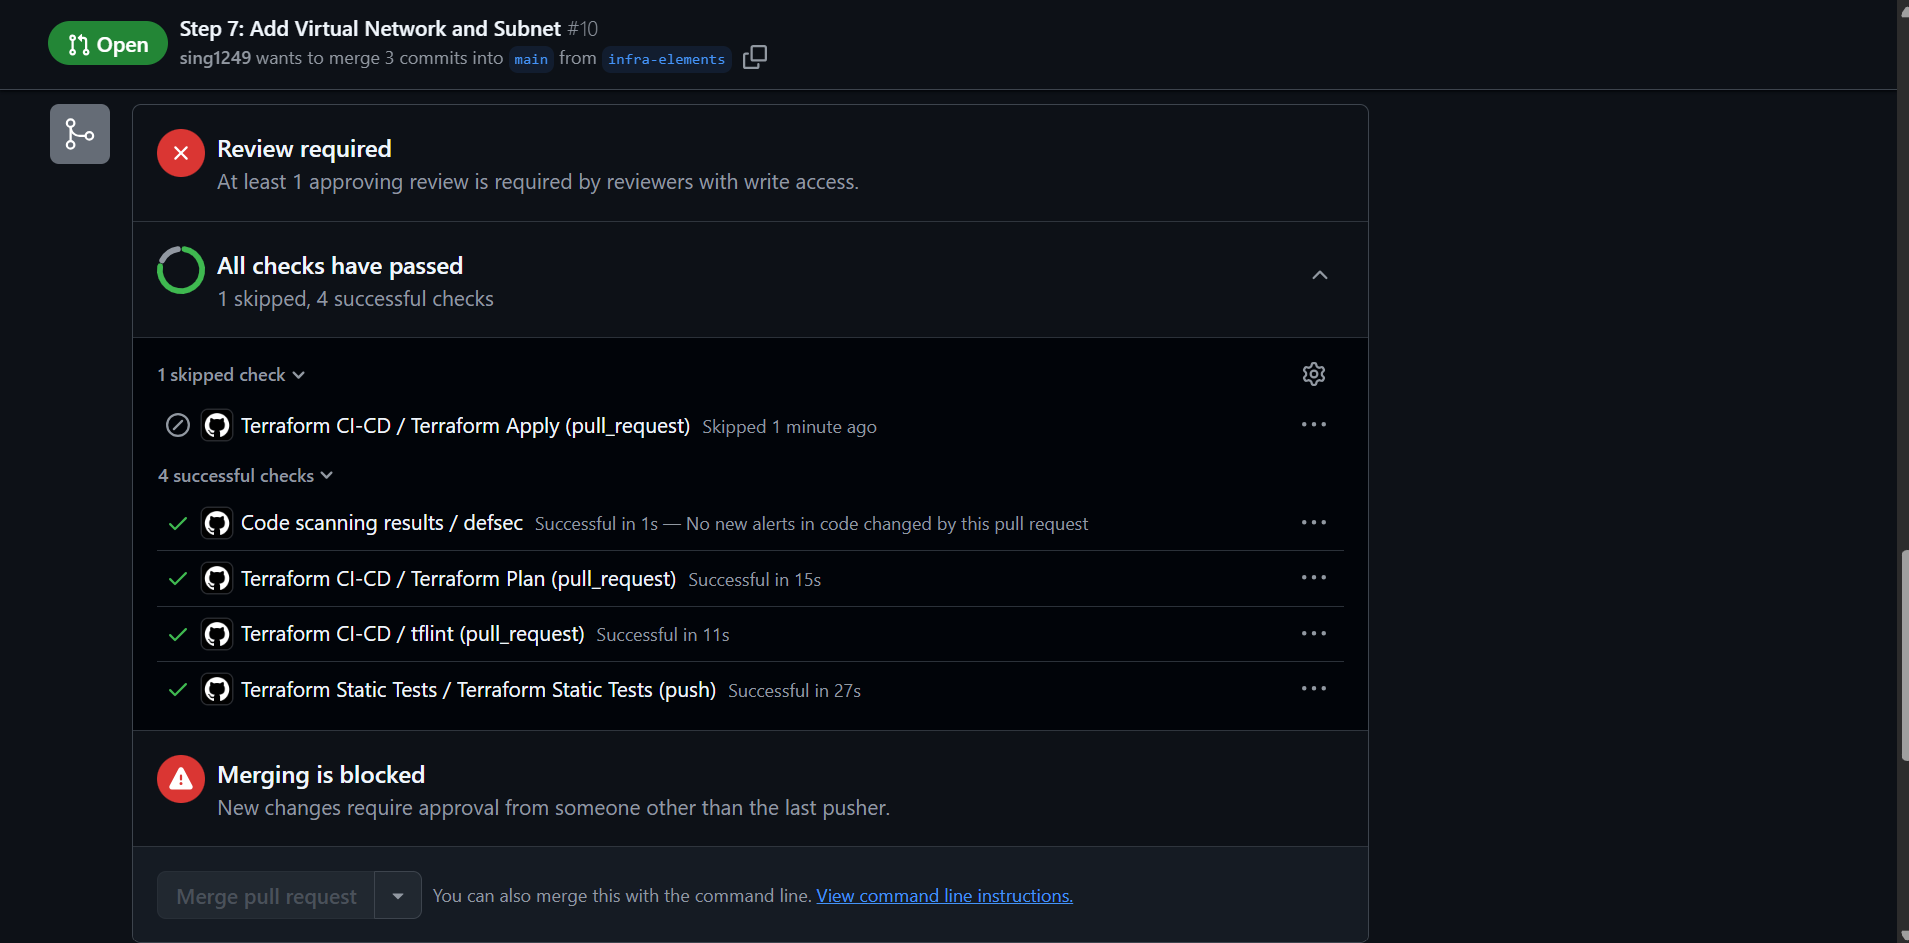 Open
Step 7: Add Virtual Network and Subnet #10
sing1249 wants to merge 3 commits into main from infra-elements
Review required
At least 1 approving review is required by reviewers with write access.
All checks have passed
1 skipped, 4 successful checks
1 skipped check
Terraform CI-CD / Terraform Apply (pull_request) Skipped 1 minute ago
4 successful checks
Code scanning results / defsec Successful in 1s — No new alerts in code changed by this pull request
Terraform CI-CD / Terraform Plan (pull_request) Successful in 15s
Terraform CI-CD / tflint (pull_request) Successful in 11s
Terraform Static Tests / Terraform Static Tests (push) Successful in 27s
Merging is blocked
New changes require approval from someone other than the last pusher.
Merge pull request You can also merge this with the command line. View command line instructions.